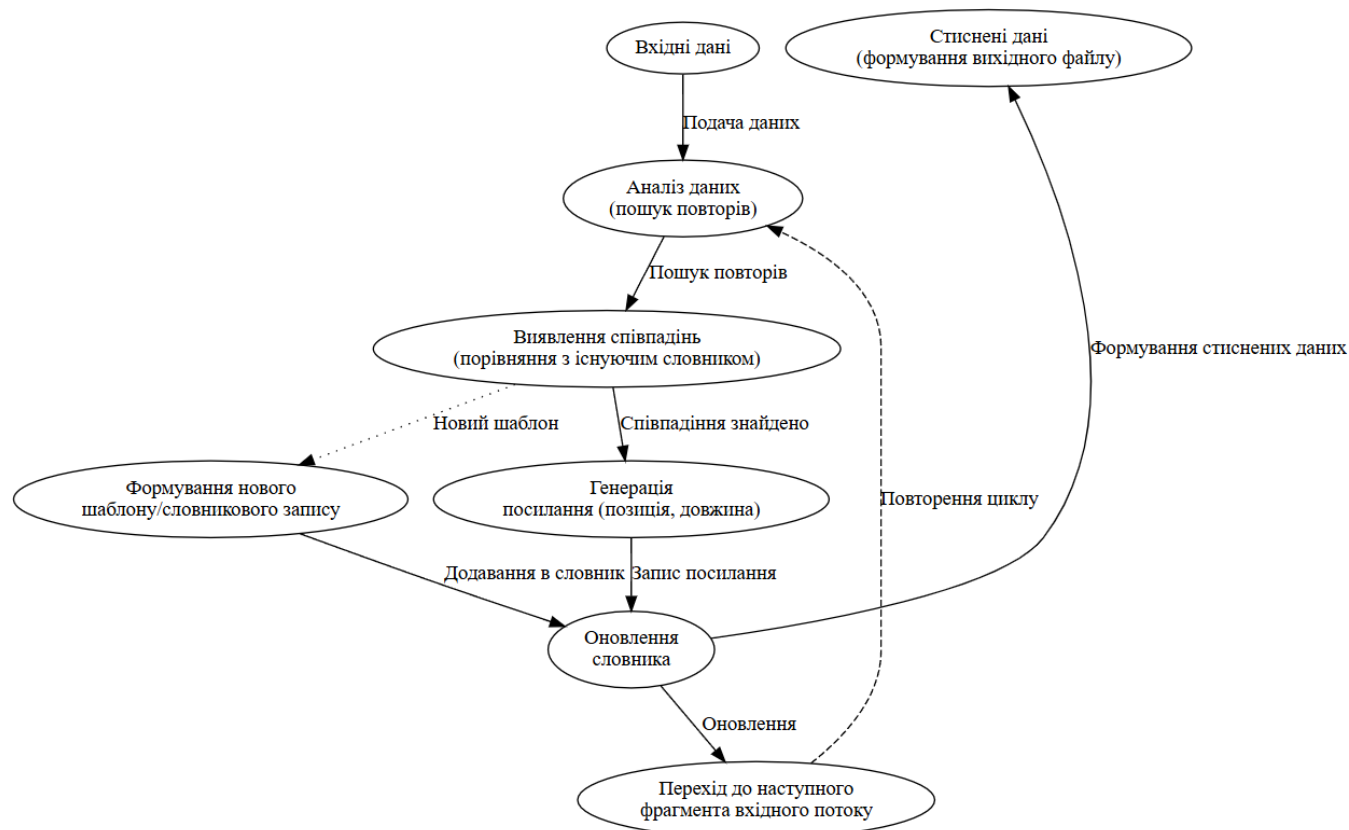 Вхідні дані
Стиснені дані
(формування вихідного файлу)
Подача даних
Аналіз даних
(пошук повторів)
Пошук повторів
Виявлення співпадінь
(порівняння з існуючим словником)
Формування стиснених даних
Новий шаблон
Співпадіння знайдено
Формування нового
шаблону/словникового запису
Генерація
посилання (позиція, довжина)
Повторення циклу
Додавання в словник
Запис посилання
Оновлення
словника
Оновлення
Перехід до наступного
фрагмента вхідного потоку